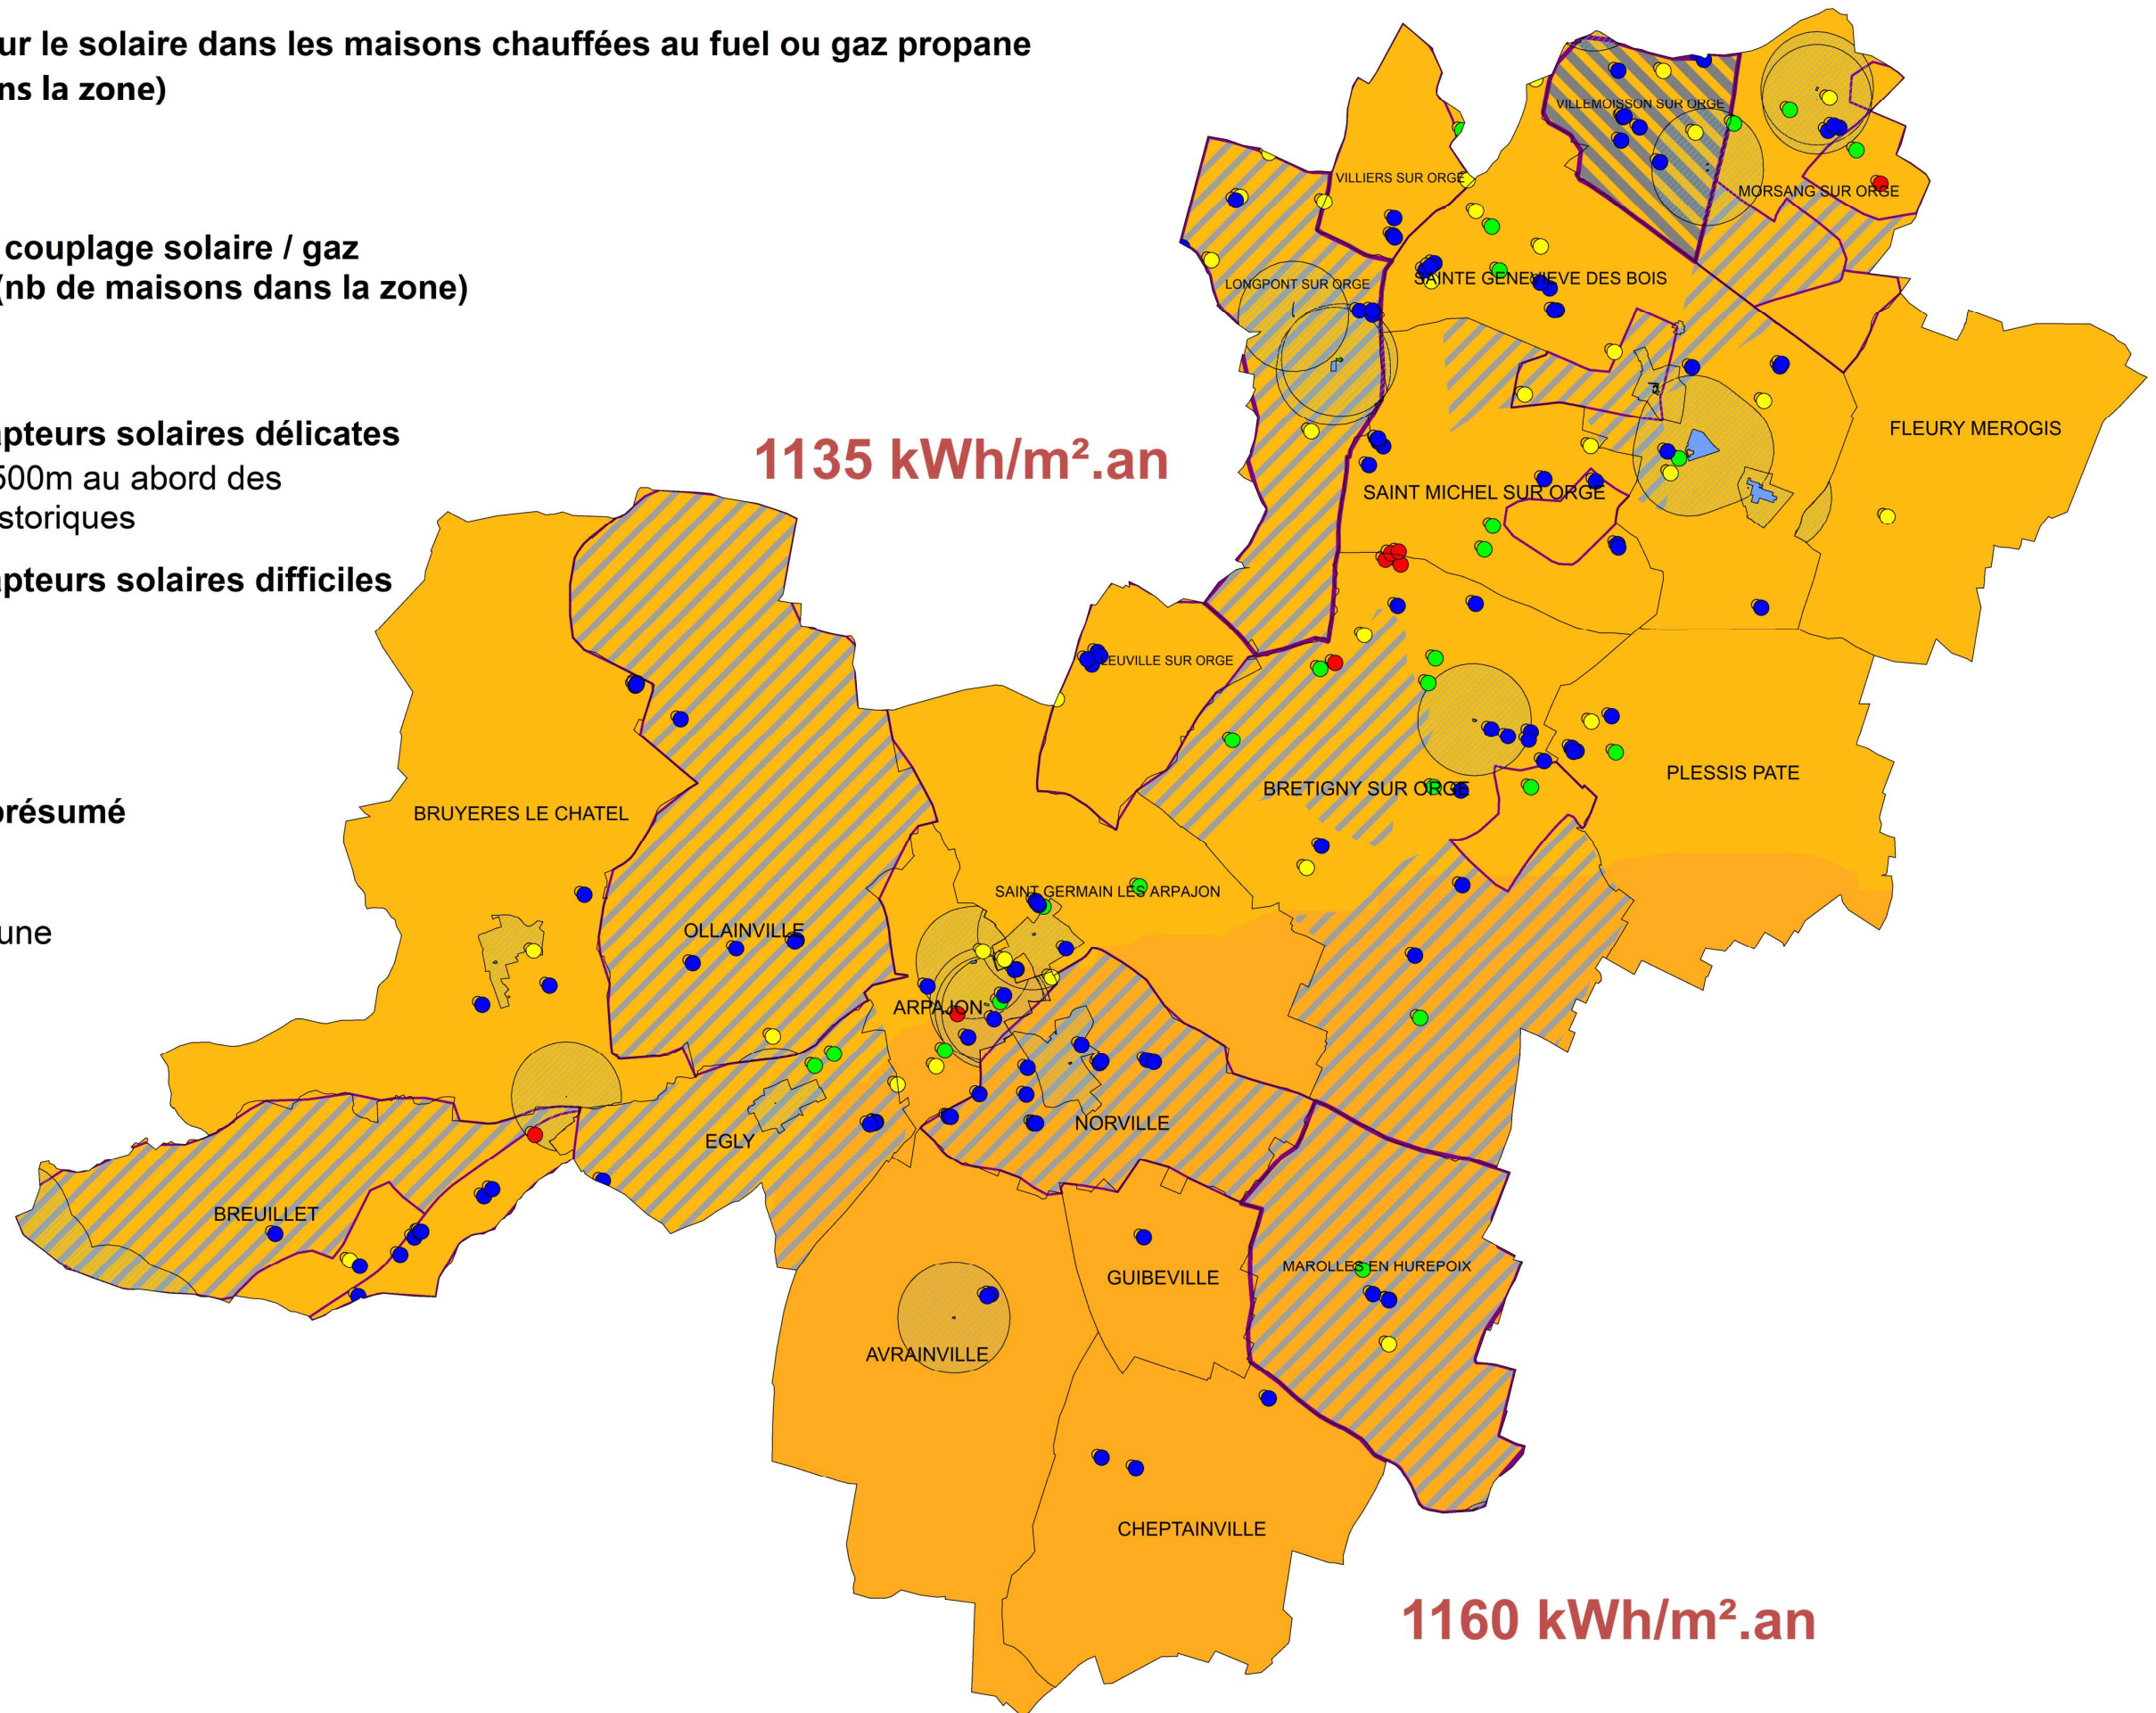 ur le solaire dans les maisons chauffées au fuel ou gaz propane
ns la zone)
couplage solaire / gaz
(nb de maisons dans la zone)
apteurs solaires délicates
500m au abord des
storiques
apteurs solaires difficiles
présumé
une
1135 kWh/m².an
VILLEMOISSON SUR ORGE
VILLIERS SUR ORGE
MORSANG SUR ORGE
LONGPONT SUR ORGE
SAINTE GENEVIEVE DES BOIS
FLEURY MEROGIS
SAINT MICHEL SUR ORGE
LEUVILLE SUR ORGE
PLESSIS PATE
BRETIGNY SUR ORGE
BRUYERES LE CHATEL
SAINT GERMAIN LES ARPAJON
OLLAINVILLE
ARPAJON
NORVILLE
EGLY
BREUILLET
MAROLLES EN HUREPOIX
GUIBEVILLE
AVRAINVILLE
CHEPTAINVILLE
1160 kWh/m².an